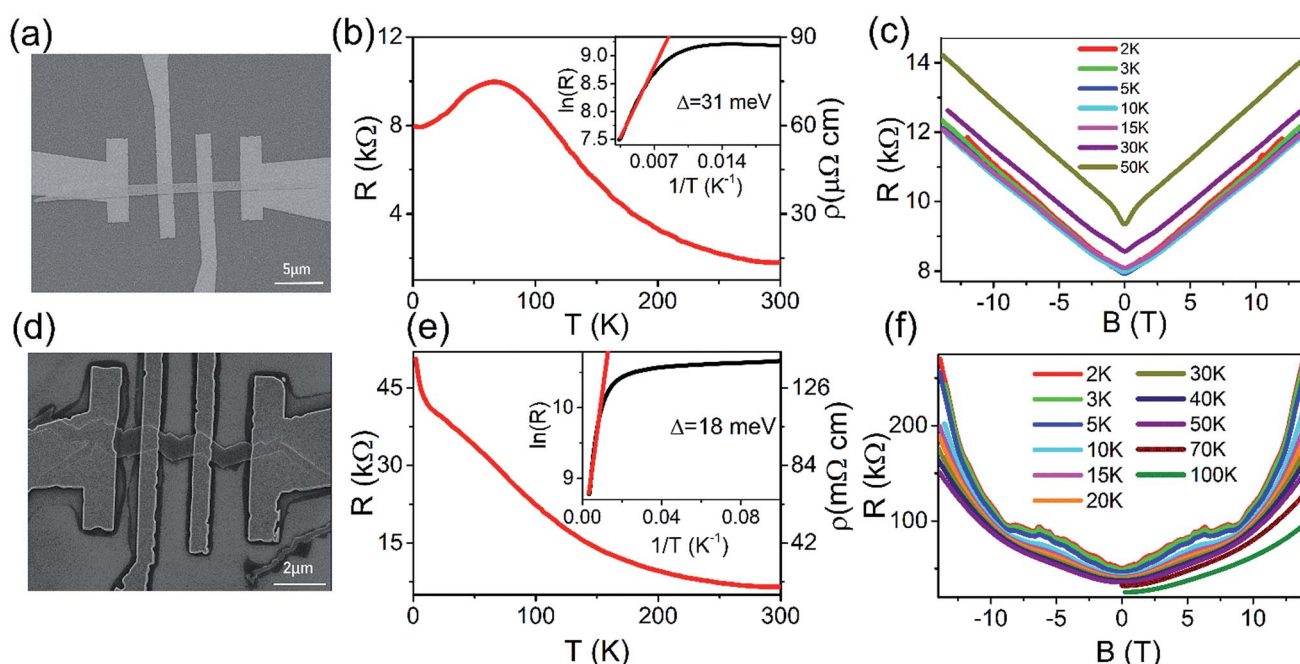 (a)
5μm
(b)
12
8
4
R (kΩ)
0
100
200
300
T (K)
90
60
30
ρ(μΩ cm)
9.0
8.5
8.0
7.5
ln(R)
0.007
0.014
1/T (K⁻¹)
Δ=31 meV
(c)
14
12
10
8
R (kΩ)
2K
3K
5K
10K
15K
30K
50K
-10
-5
0
5
10
B (T)
(d)
2μm
(e)
45
30
15
R (kΩ)
0
100
200
300
T (K)
126
84
42
ρ(mΩ cm)
10
9
ln(R)
0.00
0.04
0.08
1/T (K⁻¹)
Δ=18 meV
(f)
200
100
R (kΩ)
2K
3K
5K
10K
15K
20K
30K
40K
50K
70K
100K
-10
-5
0
5
10
B (T)